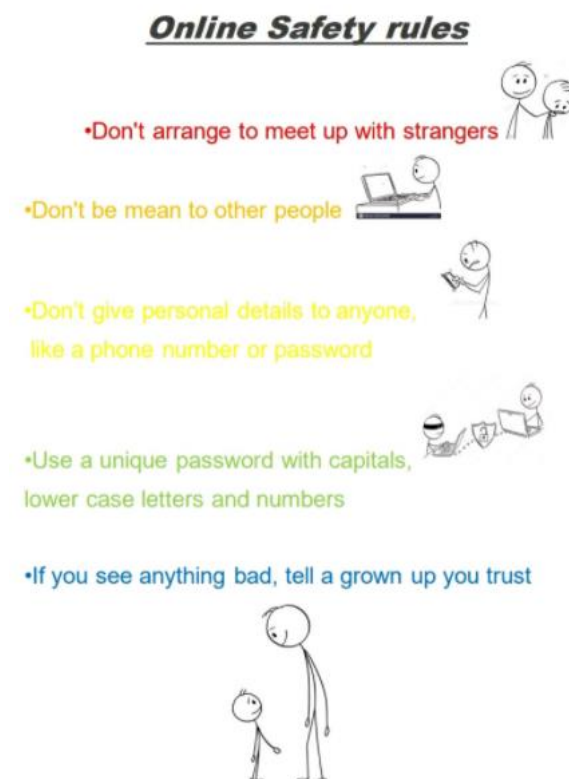 Online Safety rules
•Don't arrange to meet up with strangers
•Don't be mean to other people
•Don't give personal details to anyone,
like a phone number or password
•Use a unique password with capitals,
lower case letters and numbers
•If you see anything bad, tell a grown up you trust